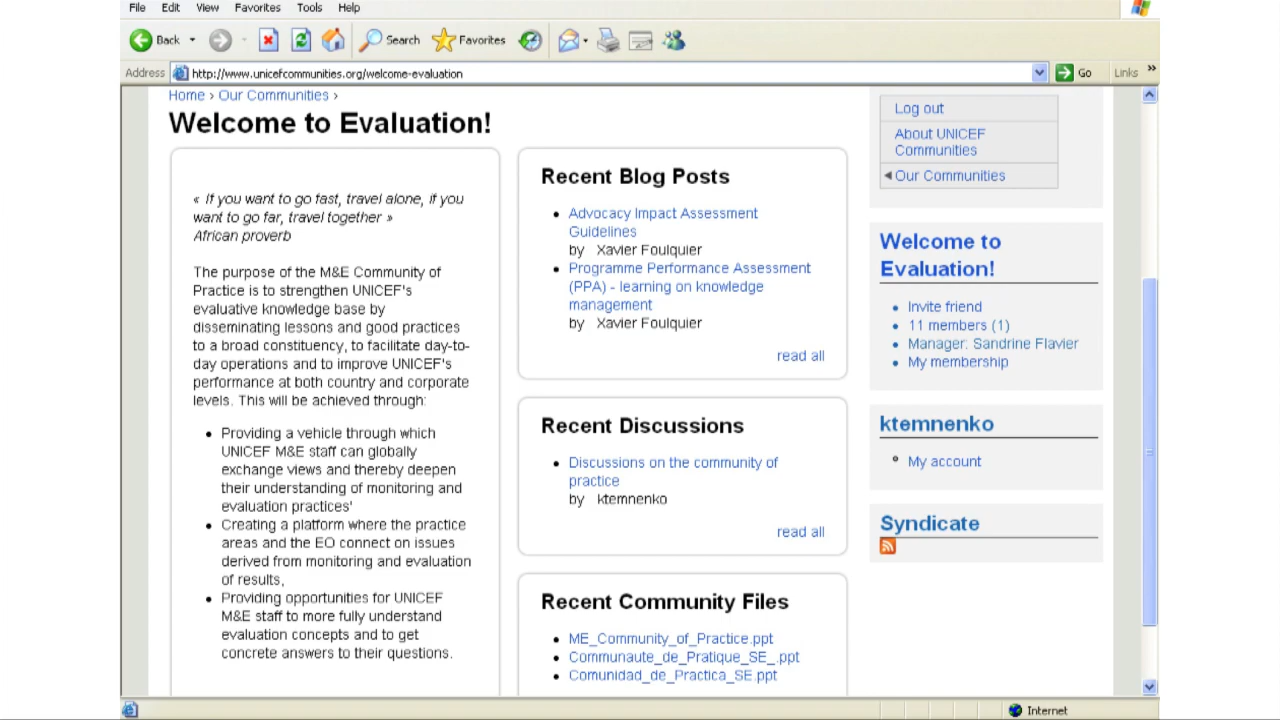 File Edit View Favorites Tools Help
Back Search Favorites
Address http://www.unicefcommunities.org/welcome-evaluation Go Links »
Home › Our Communities ›
Welcome to Evaluation!
« If you want to go fast, travel alone, if you
want to go far, travel together »
African proverb
The purpose of the M&E Community of
Practice is to strengthen UNICEF's
evaluative knowledge base by
disseminating lessons and good practices
to a broad constituency, to facilitate day-to-
day operations and to improve UNICEF's
performance at both country and corporate
levels. This will be achieved through:
• Providing a vehicle through which
UNICEF M&E staff can globally
exchange views and thereby deepen
their understanding of monitoring and
evaluation practices'
• Creating a platform where the practice
areas and the EO connect on issues
derived from monitoring and evaluation
of results,
• Providing opportunities for UNICEF
M&E staff to more fully understand
evaluation concepts and to get
concrete answers to their questions.
Recent Blog Posts
• Advocacy Impact Assessment
Guidelines
by Xavier Foulquier
• Programme Performance Assessment
(PPA) - learning on knowledge
management
by Xavier Foulquier
read all
Recent Discussions
• Discussions on the community of
practice
by ktemnenko
read all
Recent Community Files
• ME_Community_of_Practice.ppt
• Communaute_de_Pratique_SE_.ppt
• Comunidad_de_Practica_SE.ppt
Log out
About UNICEF
Communities
Our Communities
Welcome to
Evaluation!
• Invite friend
• 11 members (1)
• Manager: Sandrine Flavier
• My membership
ktemnenko
My account
Syndicate
Internet